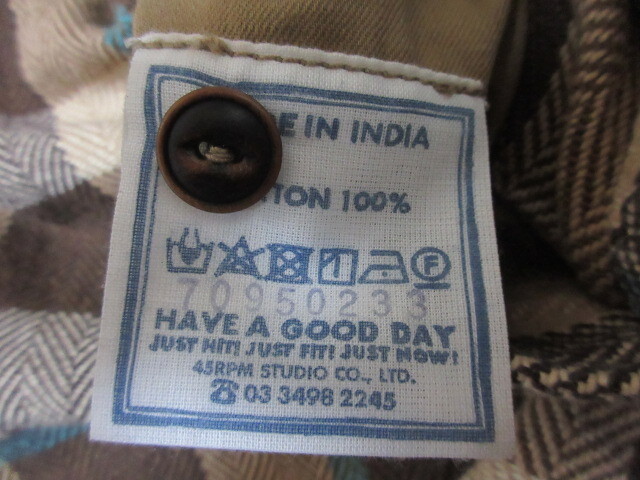 E IN INDIA
TON 100%
F
70950233
HAVE A GOOD DAY
JUST HIT! JUST FIT! JUST NOW!
45RPM STUDIO CO., LTD.
☎ 03 3498 2245